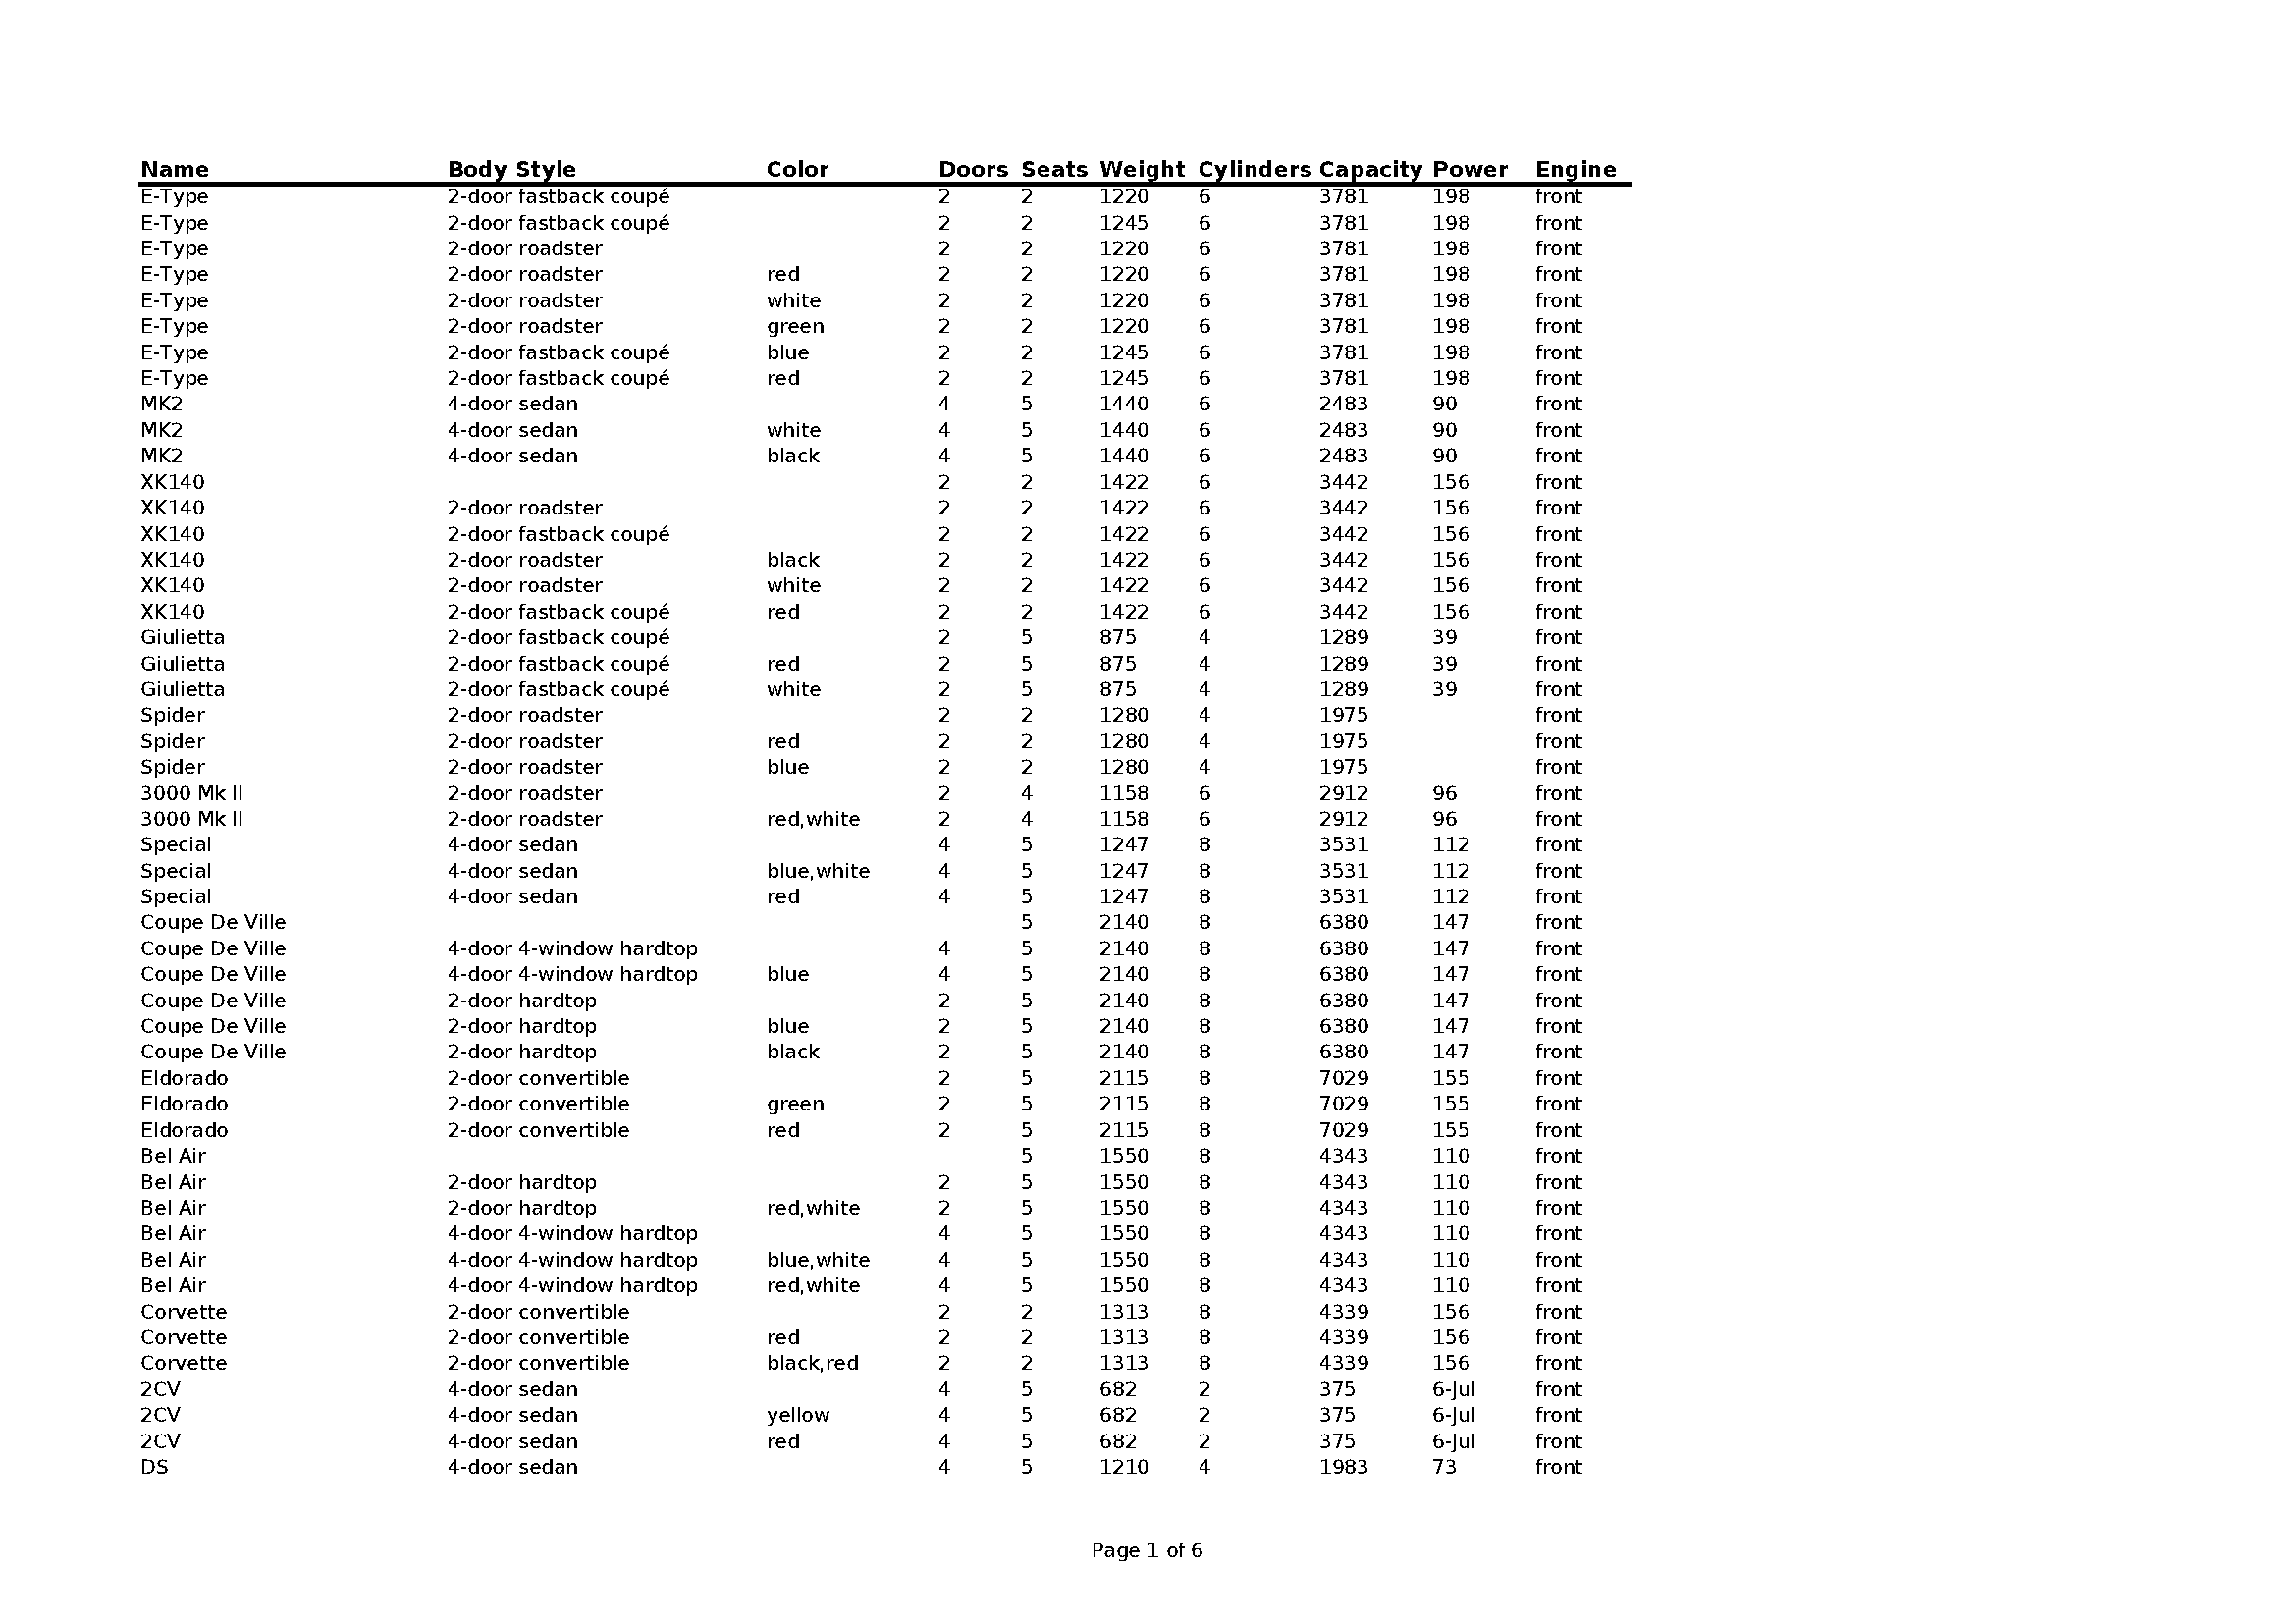 Name Body Style Color Doors Seats Weight Cylinders Capacity Power Engine
E-Type 2-door fastback coupé 2 2 1220 6 3781 198 front
E-Type 2-door fastback coupé 2 2 1245 6 3781 198 front
E-Type 2-door roadster 2 2 1220 6 3781 198 front
E-Type 2-door roadster red 2 2 1220 6 3781 198 front
E-Type 2-door roadster white 2 2 1220 6 3781 198 front
E-Type 2-door roadster green 2 2 1220 6 3781 198 front
E-Type 2-door fastback coupé blue 2 2 1245 6 3781 198 front
E-Type 2-door fastback coupé red 2 2 1245 6 3781 198 front
MK2 4-door sedan 4 5 1440 6 2483 90 front
MK2 4-door sedan white 4 5 1440 6 2483 90 front
MK2 4-door sedan black 4 5 1440 6 2483 90 front
XK140 2 2 1422 6 3442 156 front
XK140 2-door roadster 2 2 1422 6 3442 156 front
XK140 2-door fastback coupé 2 2 1422 6 3442 156 front
XK140 2-door roadster black 2 2 1422 6 3442 156 front
XK140 2-door roadster white 2 2 1422 6 3442 156 front
XK140 2-door fastback coupé red 2 2 1422 6 3442 156 front
Giulietta 2-door fastback coupé 2 5 875 4 1289 39 front
Giulietta 2-door fastback coupé red 2 5 875 4 1289 39 front
Giulietta 2-door fastback coupé white 2 5 875 4 1289 39 front
Spider 2-door roadster 2 2 1280 4 1975 front
Spider 2-door roadster red 2 2 1280 4 1975 front
Spider 2-door roadster blue 2 2 1280 4 1975 front
3000 Mk II 2-door roadster 2 4 1158 6 2912 96 front
3000 Mk II 2-door roadster red,white 2 4 1158 6 2912 96 front
Special 4-door sedan 4 5 1247 8 3531 112 front
Special 4-door sedan blue,white 4 5 1247 8 3531 112 front
Special 4-door sedan red 4 5 1247 8 3531 112 front
Coupe De Ville 5 2140 8 6380 147 front
Coupe De Ville 4-door 4-window hardtop 4 5 2140 8 6380 147 front
Coupe De Ville 4-door 4-window hardtop blue 4 5 2140 8 6380 147 front
Coupe De Ville 2-door hardtop 2 5 2140 8 6380 147 front
Coupe De Ville 2-door hardtop blue 2 5 2140 8 6380 147 front
Coupe De Ville 2-door hardtop black 2 5 2140 8 6380 147 front
Eldorado 2-door convertible 2 5 2115 8 7029 155 front
Eldorado 2-door convertible green 2 5 2115 8 7029 155 front
Eldorado 2-door convertible red 2 5 2115 8 7029 155 front
Bel Air 5 1550 8 4343 110 front
Bel Air 2-door hardtop 2 5 1550 8 4343 110 front
Bel Air 2-door hardtop red,white 2 5 1550 8 4343 110 front
Bel Air 4-door 4-window hardtop 4 5 1550 8 4343 110 front
Bel Air 4-door 4-window hardtop blue,white 4 5 1550 8 4343 110 front
Bel Air 4-door 4-window hardtop red,white 4 5 1550 8 4343 110 front
Corvette 2-door convertible 2 2 1313 8 4339 156 front
Corvette 2-door convertible red 2 2 1313 8 4339 156 front
Corvette 2-door convertible black,red 2 2 1313 8 4339 156 front
2CV 4-door sedan 4 5 682 2 375 6-Jul front
2CV 4-door sedan yellow 4 5 682 2 375 6-Jul front
2CV 4-door sedan red 4 5 682 2 375 6-Jul front
DS 4-door sedan 4 5 1210 4 1983 73 front
Page 1 of 6